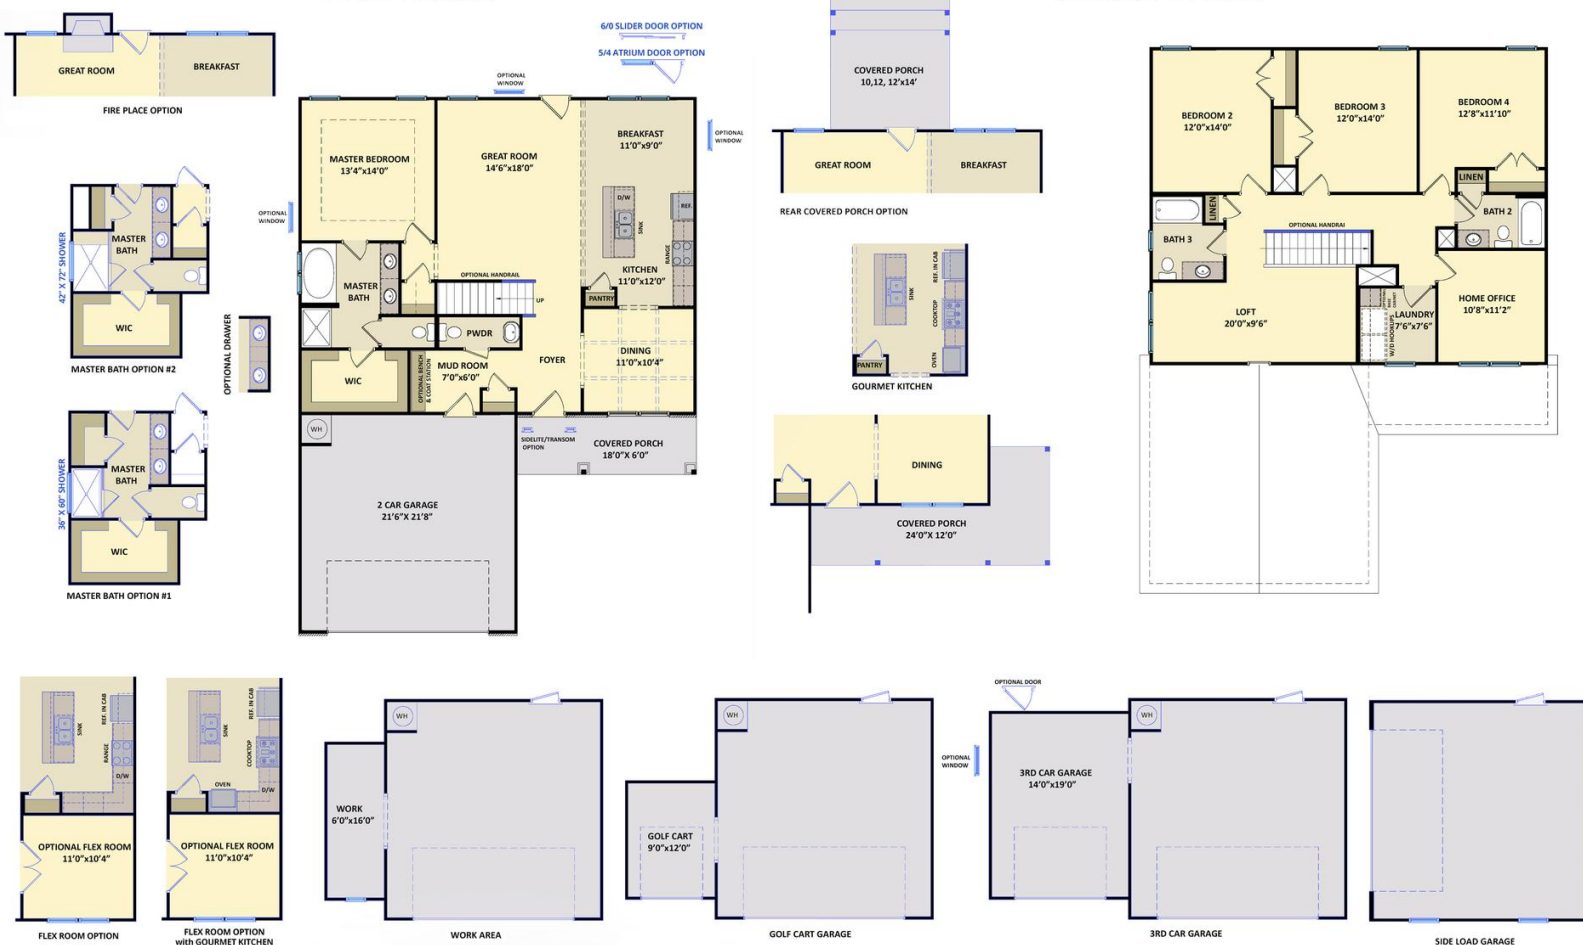 GREAT ROOM
BREAKFAST
FIRE PLACE OPTION
6/0 SLIDER DOOR OPTION
5/4 ATRIUM DOOR OPTION
OPTIONAL
WINDOW
OPTIONAL
WINDOW
OPTIONAL
WINDOW
MASTER BEDROOM
13'4"x14'0"
GREAT ROOM
14'6"x18'0"
BREAKFAST
11'0"x9'0"
D/W
SINK
REF.
RANGE
KITCHEN
11'0"x12'0"
PANTRY
OPTIONAL HANDRAIL
UP
MASTER
BATH
PWDR
FOYER
DINING
11'0"x10'4"
WIC
OPTIONAL BENCH
& COAT STATION
MUD ROOM
7'0"x6'0"
WH
SIDELITE/TRANSOM
OPTION
COVERED PORCH
18'0"X 6'0"
2 CAR GARAGE
21'6"X 21'8"
42" X 72" SHOWER
MASTER
BATH
WIC
MASTER BATH OPTION #2
OPTIONAL DRAWER
36" X 60" SHOWER
MASTER
BATH
WIC
MASTER BATH OPTION #1
COVERED PORCH
10,12, 12'x14'
GREAT ROOM
BREAKFAST
REAR COVERED PORCH OPTION
SINK
REF. IN CAB
COOKTOP
OVEN
PANTRY
GOURMET KITCHEN
DINING
COVERED PORCH
24'0"X 12'0"
BEDROOM 2
12'0"x14'0"
BEDROOM 3
12'0"x14'0"
BEDROOM 4
12'8"x11'10"
LINEN
LINEN
BATH 2
BATH 3
OPTIONAL HANDRAI
HOME OFFICE
10'8"x11'2"
LOFT
20'0"x9'6"
W/D HOOKUPS
LAUNDRY
7'6"x7'6"
SINK
REF. IN CAB
RANGE
D/W
OPTIONAL FLEX ROOM
11'0"x10'4"
FLEX ROOM OPTION
SINK
REF. IN CAB
COOKTOP
OVEN
D/W
OPTIONAL FLEX ROOM
11'0"x10'4"
FLEX ROOM OPTION
with GOURMET KITCHEN
WH
WORK
6'0"x16'0"
WORK AREA
WH
GOLF CART
9'0"x12'0"
GOLF CART GARAGE
OPTIONAL DOOR
OPTIONAL
WINDOW
WH
3RD CAR GARAGE
14'0"x19'0"
3RD CAR GARAGE
SIDE LOAD GARAGE